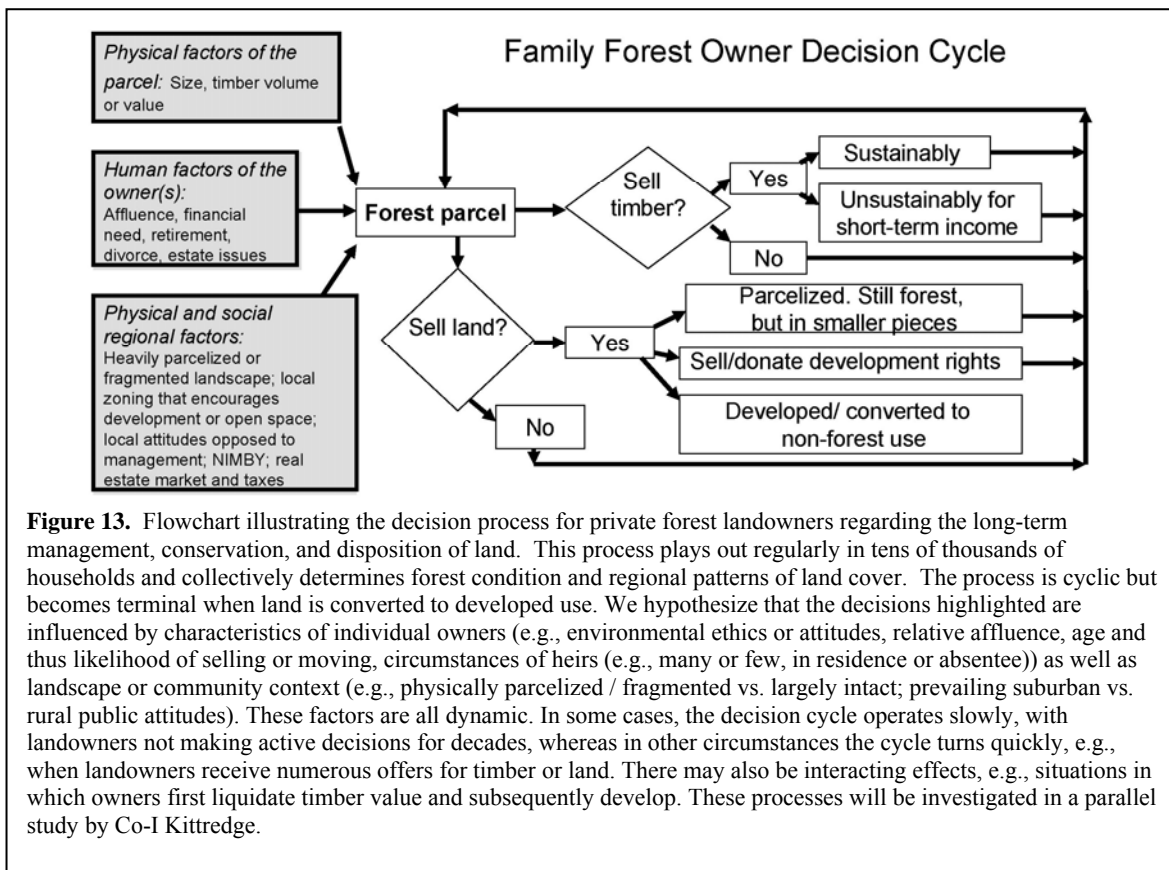 Family Forest Owner Decision Cycle
Physical factors of the
parcel: Size, timber volume
or value
Human factors of the
owner(s):
Affluence, financial
need, retirement,
divorce, estate issues
Physical and social
regional factors:
Heavily parcelized or
fragmented landscape; local
zoning that encourages
development or open space;
local attitudes opposed to
management; NIMBY; real
estate market and taxes
Forest parcel
Sell
timber?
Yes
Sustainably
Unsustainably for
short-term income
No
Sell land?
Yes
Parcelized. Still forest,
but in smaller pieces
Sell/donate development rights
Developed/ converted to
non-forest use
No
Figure 13. Flowchart illustrating the decision process for private forest landowners regarding the long-term
management, conservation, and disposition of land. This process plays out regularly in tens of thousands of
households and collectively determines forest condition and regional patterns of land cover. The process is cyclic but
becomes terminal when land is converted to developed use. We hypothesize that the decisions highlighted are
influenced by characteristics of individual owners (e.g., environmental ethics or attitudes, relative affluence, age and
thus likelihood of selling or moving, circumstances of heirs (e.g., many or few, in residence or absentee)) as well as
landscape or community context (e.g., physically parcelized / fragmented vs. largely intact; prevailing suburban vs.
rural public attitudes). These factors are all dynamic. In some cases, the decision cycle operates slowly, with
landowners not making active decisions for decades, whereas in other circumstances the cycle turns quickly, e.g.,
when landowners receive numerous offers for timber or land. There may also be interacting effects, e.g., situations in
which owners first liquidate timber value and subsequently develop. These processes will be investigated in a parallel
study by Co-I Kittredge.